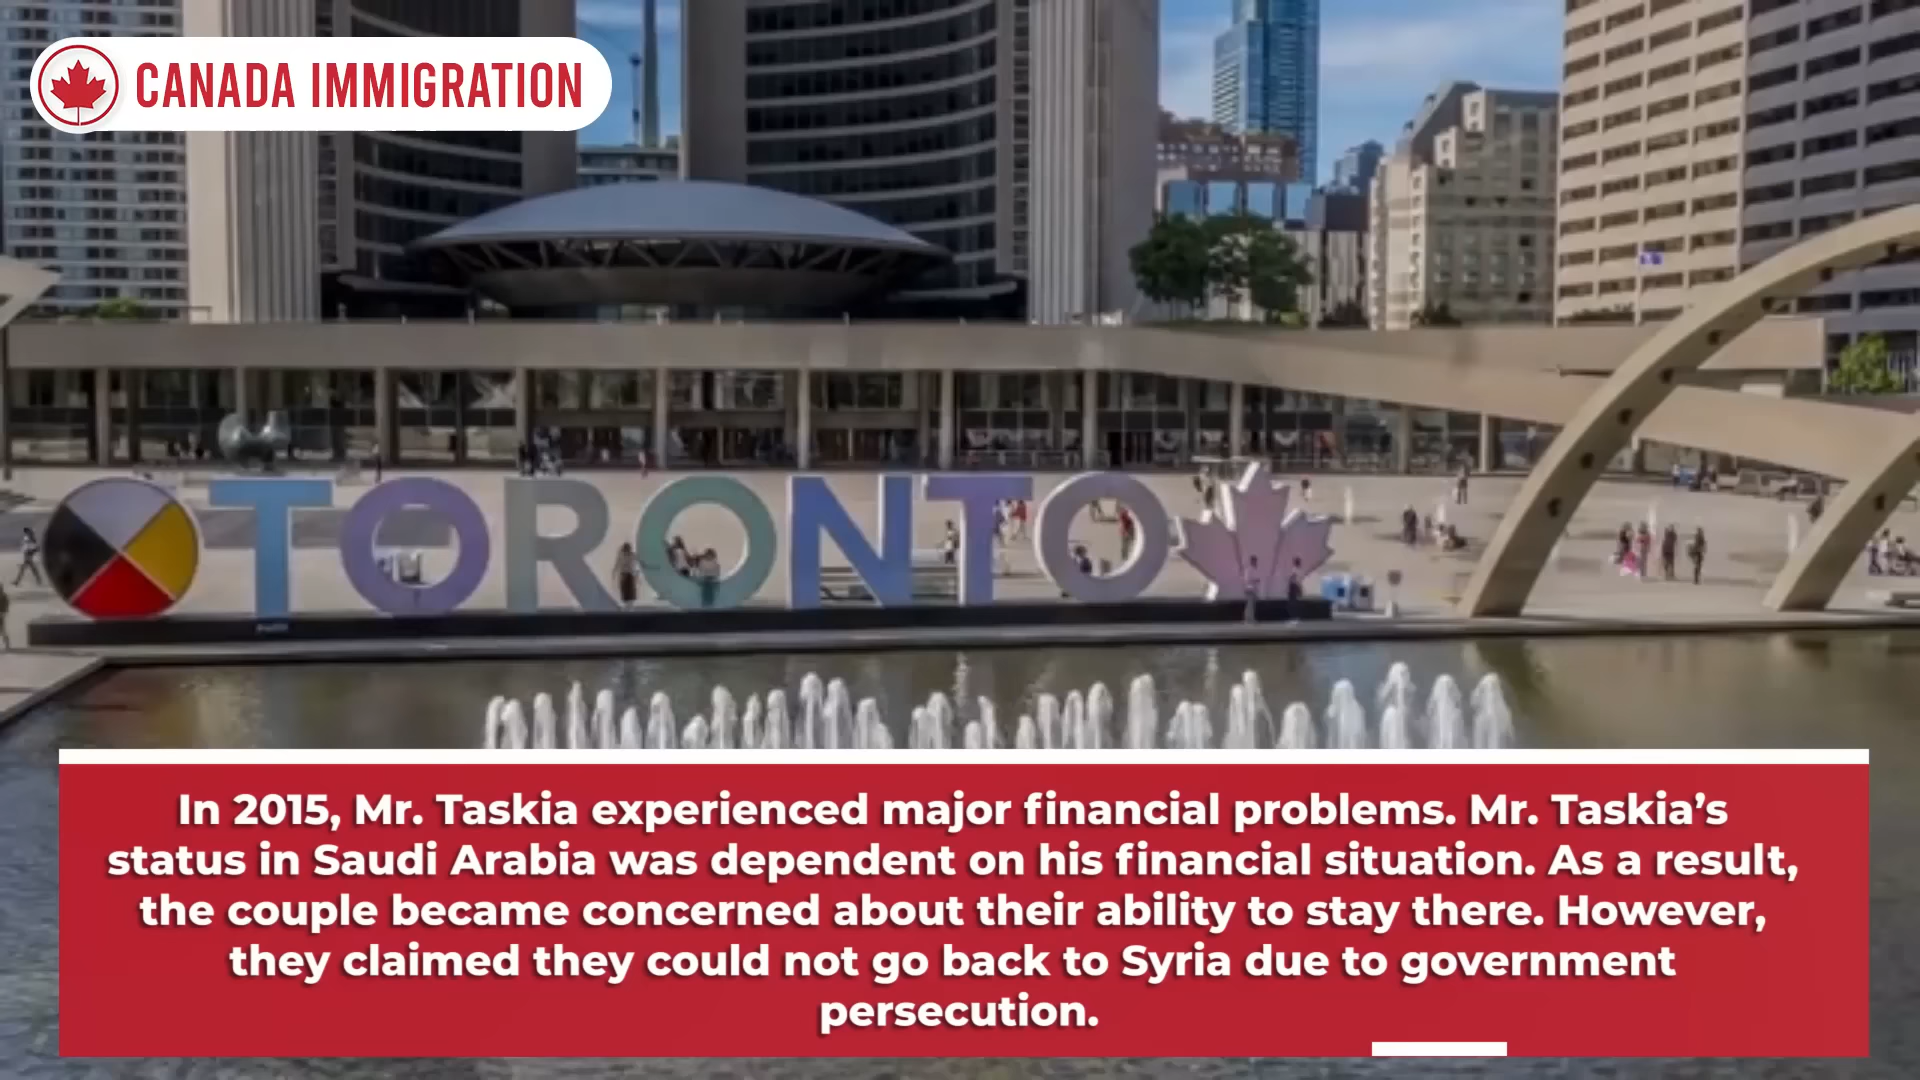 CANADA IMMIGRATION
TORONTO
In 2015, Mr. Taskia experienced major financial problems. Mr. Taskia’s
status in Saudi Arabia was dependent on his financial situation. As a result,
the couple became concerned about their ability to stay there. However,
they claimed they could not go back to Syria due to government
persecution.